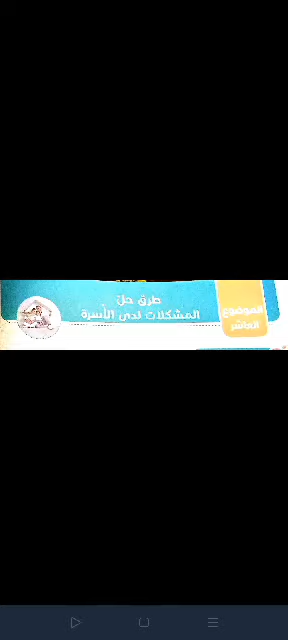 الموضوع
العاشر
طرق حلّ
المشكلات لدى الأسرة